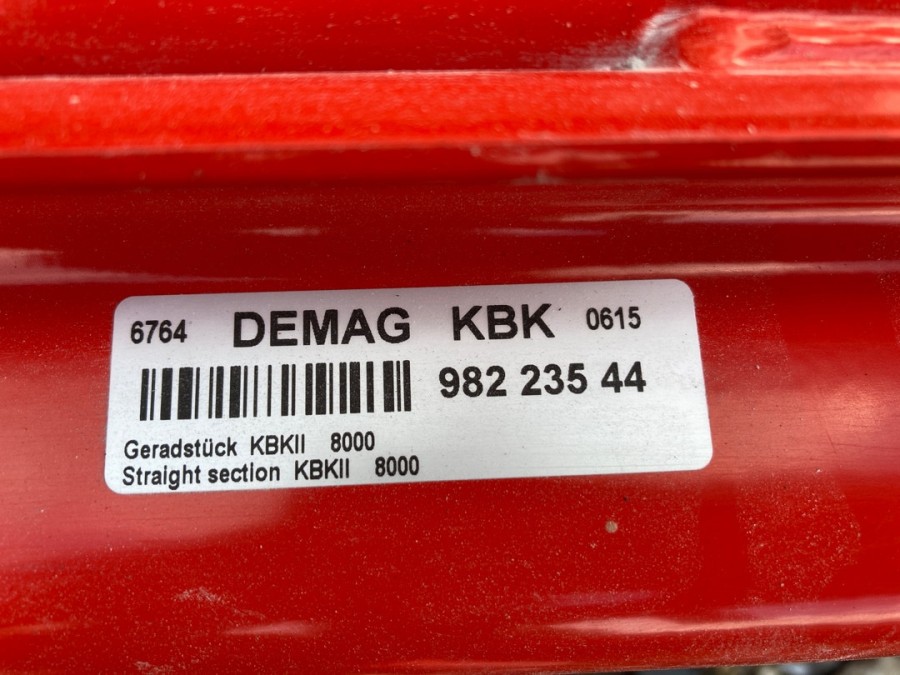 6764 DEMAG KBK 0615
982 235 44
Geradstück KBKII 8000
Straight section KBKII 8000